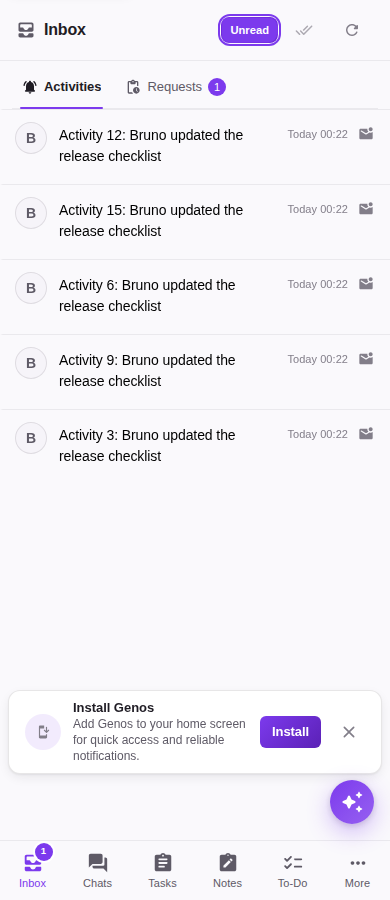 Inbox
Unread
Activities
Requests 1
B
Activity 12: Bruno updated the
release checklist
Today 00:22
B
Activity 15: Bruno updated the
release checklist
Today 00:22
B
Activity 6: Bruno updated the
release checklist
Today 00:22
B
Activity 9: Bruno updated the
release checklist
Today 00:22
B
Activity 3: Bruno updated the
release checklist
Today 00:22
Install Genos
Add Genos to your home screen
for quick access and reliable
notifications.
Install
1
Inbox
Chats
Tasks
Notes
To-Do
More